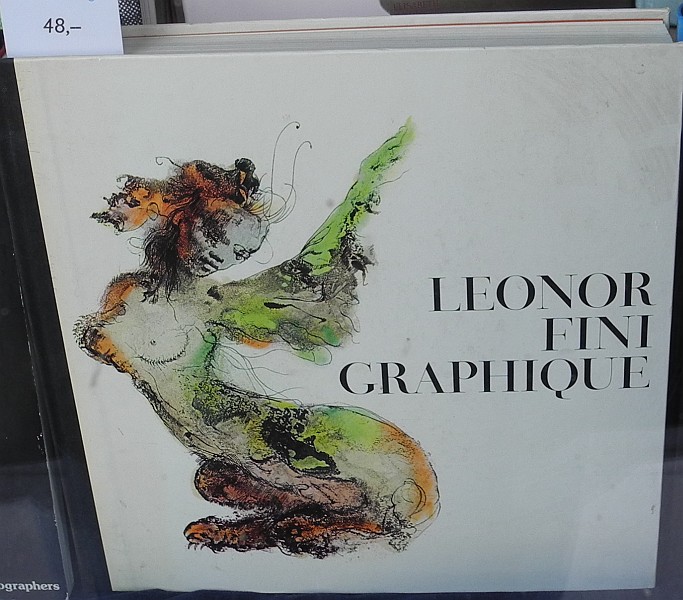 48,–
LEONOR
FINI
GRAPHIQUE
ographers